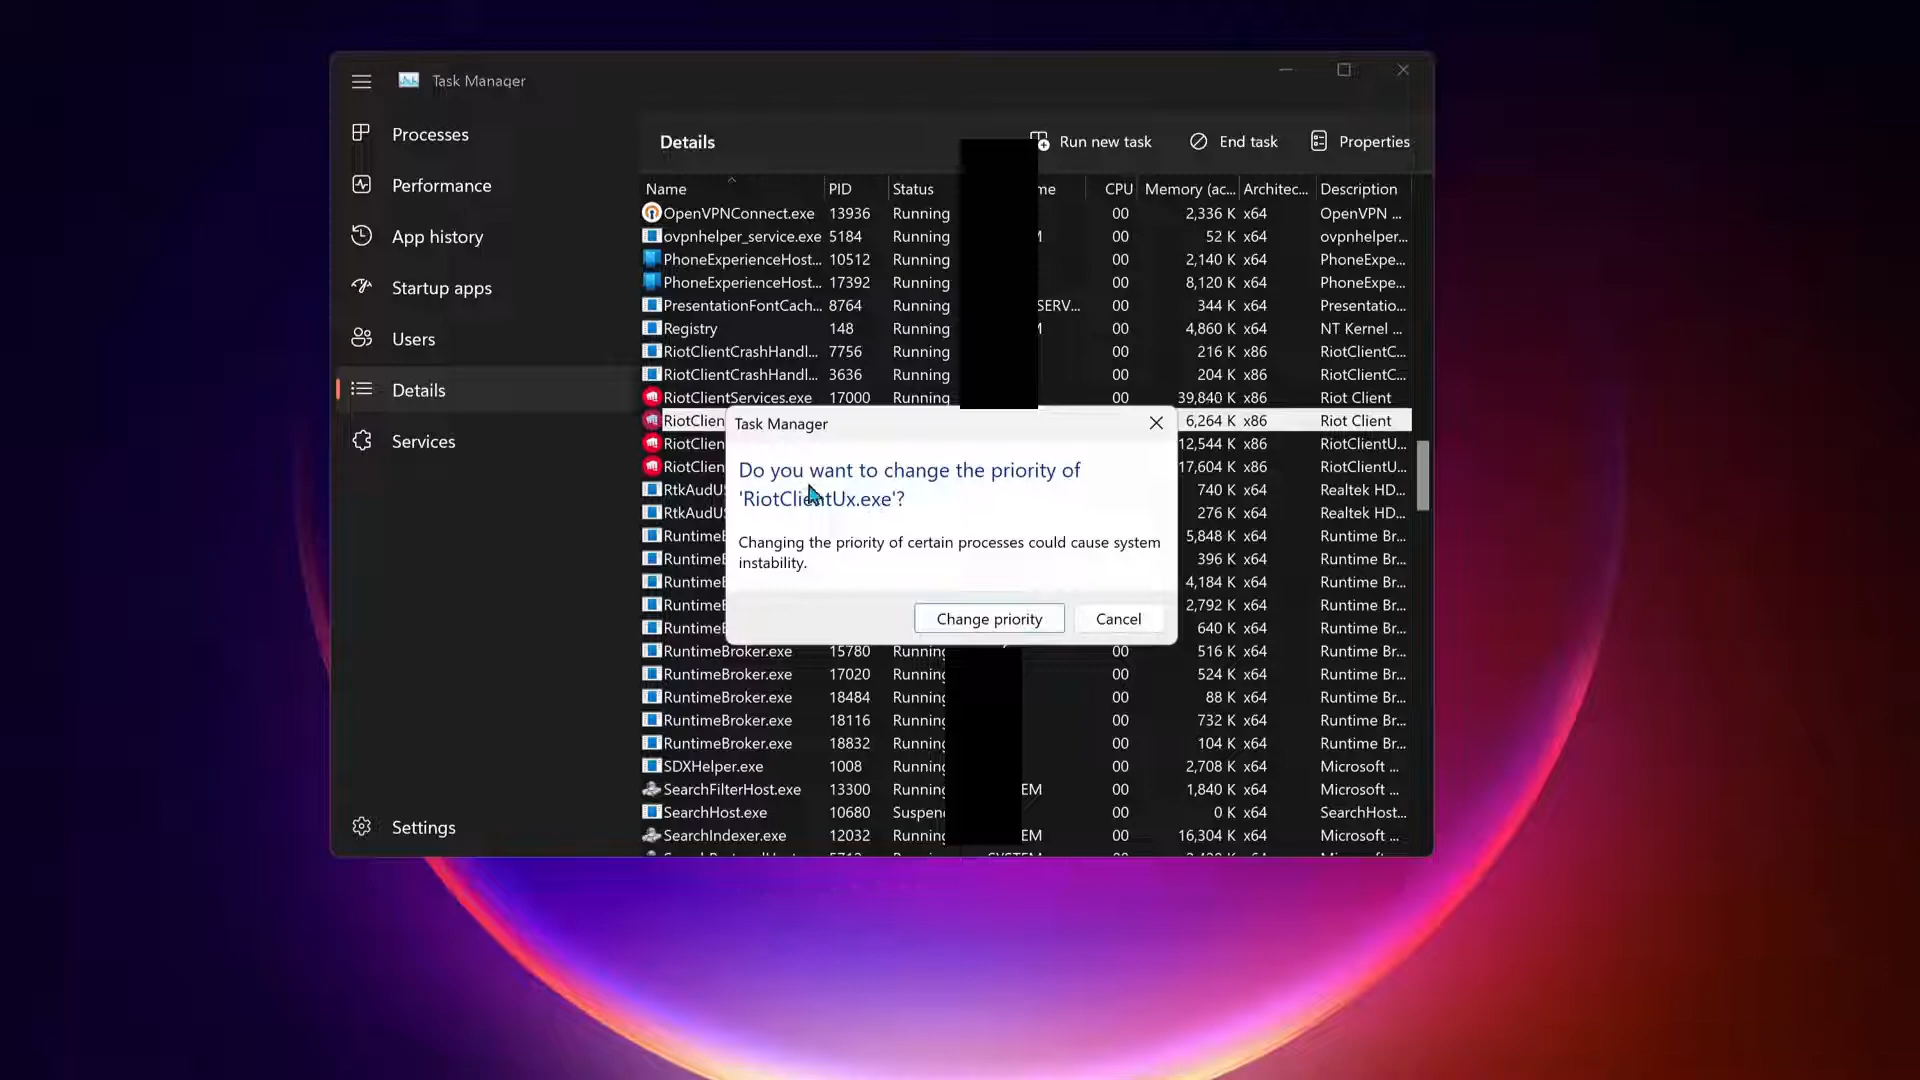 Task Manager
Processes
Performance
App history
Startup apps
Users
Details
Services
Settings
Details
Run new task
End task
Properties
Name PID Status me CPU Memory (ac... Architec... Description
OpenVPNConnect.exe 13936 Running 00 2,336 K x64 OpenVPN ...
ovpnhelper_service.exe 5184 Running 00 52 K x64 ovpnhelper...
PhoneExperienceHost... 10512 Running 00 2,140 K x64 PhoneExpe...
PhoneExperienceHost... 17392 Running 00 8,120 K x64 PhoneExpe...
PresentationFontCach... 8764 Running SERV... 00 344 K x64 Presentatio...
Registry 148 Running 00 4,860 K x64 NT Kernel ...
RiotClientCrashHandl... 7756 Running 00 216 K x86 RiotClientC...
RiotClientCrashHandl... 3636 Running 00 204 K x86 RiotClientC...
RiotClientServices.exe 17000 Running 00 39,840 K x86 Riot Client
RiotClien 6,264 K x86 Riot Client
RiotClien 12,544 K x86 RiotClientU...
RiotClien 17,604 K x86 RiotClientU...
RtkAudU 740 K x64 Realtek HD...
RtkAudU 276 K x64 Realtek HD...
RuntimeB 5,848 K x64 Runtime Br...
RuntimeB 396 K x64 Runtime Br...
RuntimeB 4,184 K x64 Runtime Br...
RuntimeB 2,792 K x64 Runtime Br...
RuntimeB 640 K x64 Runtime Br...
RuntimeBroker.exe 15780 Running 00 516 K x64 Runtime Br...
RuntimeBroker.exe 17020 Running 00 524 K x64 Runtime Br...
RuntimeBroker.exe 18484 Running 00 88 K x64 Runtime Br...
RuntimeBroker.exe 18116 Running 00 732 K x64 Runtime Br...
RuntimeBroker.exe 18832 Running 00 104 K x64 Runtime Br...
SDXHelper.exe 1008 Running 00 2,708 K x64 Microsoft ...
SearchFilterHost.exe 13300 Running EM 00 1,840 K x64 Microsoft ...
SearchHost.exe 10680 Suspen 00 0 K x64 SearchHost...
SearchIndexer.exe 12032 Running EM 00 16,304 K x64 Microsoft ...
Task Manager
Do you want to change the priority of
'RiotClientUx.exe'?
Changing the priority of certain processes could cause system
instability.
Change priority
Cancel